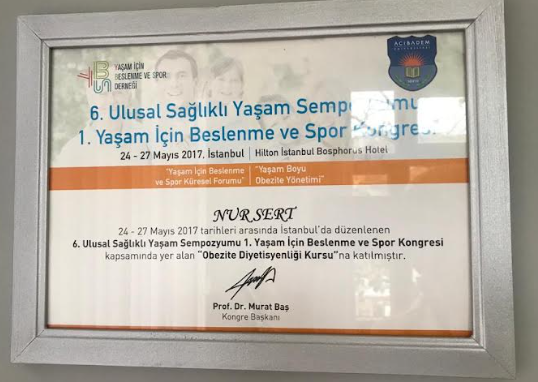 YAŞAM İÇİN
BESLENME VE SPOR
DERNEĞİ
ACIBADEM
6. Ulusal Sağlıklı Yaşam Sempozyumu
1. Yaşam İçin Beslenme ve Spor Kongresi
24 - 27 Mayıs 2017, İstanbul | Hilton İstanbul Bosphorus Hotel
"Yaşam İçin Beslenme
ve Spor Küresel Forumu"
"Yaşam Boyu
Obezite Yönetimi"
NUR SERT
24 - 27 Mayıs 2017 tarihleri arasında İstanbul'da düzenlenen
6. Ulusal Sağlıklı Yaşam Sempozyumu 1. Yaşam İçin Beslenme ve Spor Kongresi
kapsamında yer alan "Obezite Diyetisyenliği Kursu"na katılmıştır.
Prof. Dr. Murat Baş
Kongre Başkanı